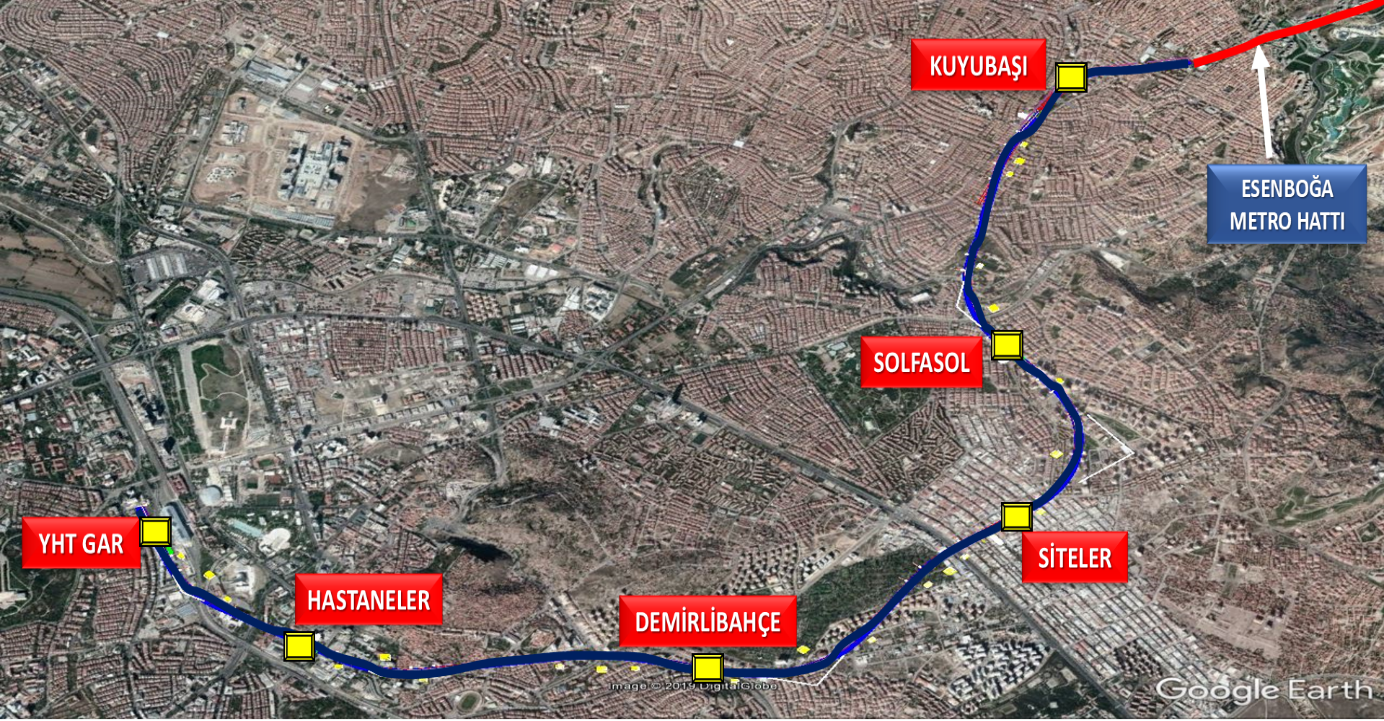 KUYUBAŞI
ESENBOĞA
METRO HATTI
SOLFASOL
YHT GAR
SİTELER
HASTANELER
DEMİRLİBAHÇE
Image © 2019 DigitalGlobe
Google Earth